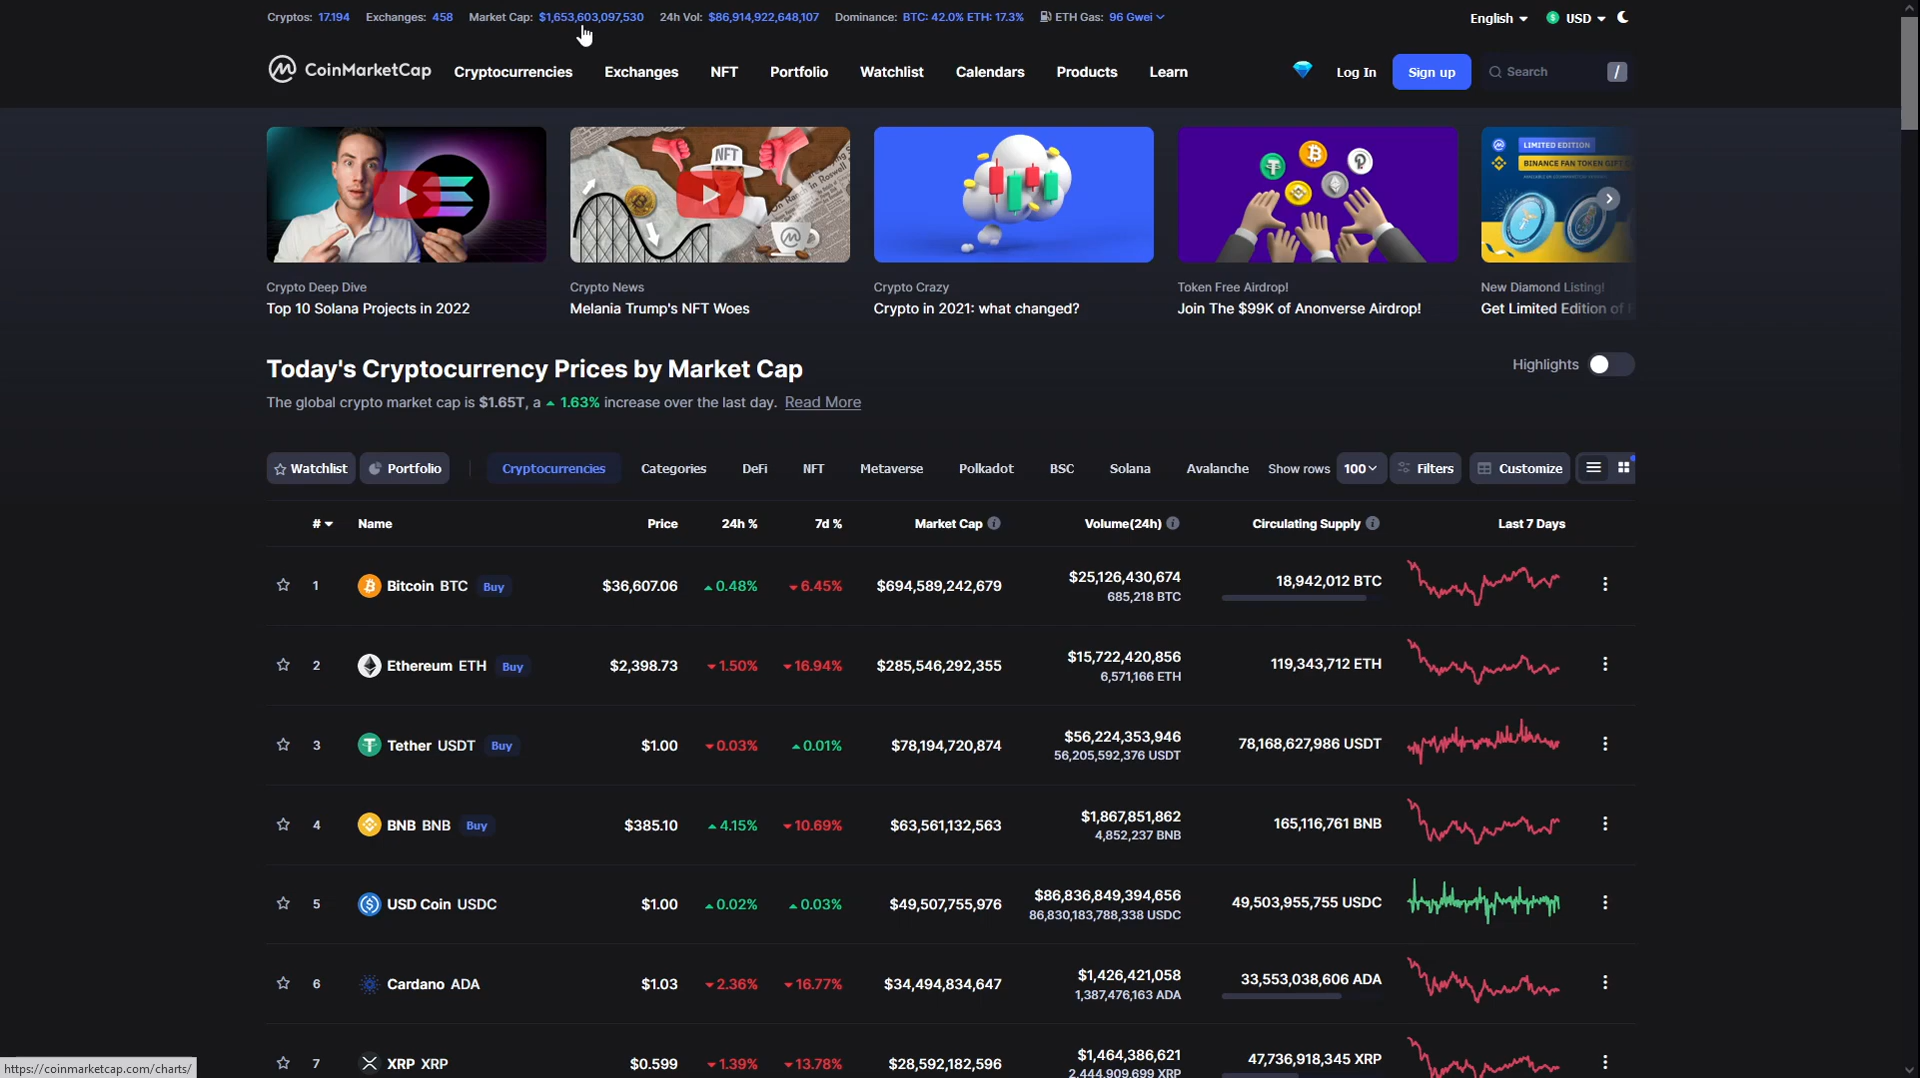 Cryptos: 17.194 Exchanges: 458 Market Cap: $1,653,603,097,530 24h Vol: $86,914,922,648,107 Dominance: BTC: 42.0% ETH: 17.3% ETH Gas: 96 Gwei English USD
CoinMarketCap Cryptocurrencies Exchanges NFT Portfolio Watchlist Calendars Products Learn Log In Sign up Search /
NFT
LIMITED EDITION
BINANCE FAN TOKEN
Crypto Deep Dive
Top 10 Solana Projects in 2022
Crypto News
Melania Trump's NFT Woes
Crypto Crazy
Crypto in 2021: what changed?
Token Free Airdrop!
Join The $99K of Anonverse Airdrop!
New Diamond Listing!
Get Limited Edition of
Today's Cryptocurrency Prices by Market Cap Highlights
The global crypto market cap is $1.65T, a 1.63% increase over the last day. Read More
Watchlist Portfolio Cryptocurrencies Categories DeFi NFT Metaverse Polkadot BSC Solana Avalanche Show rows 100 Filters Customize
# Name Price 24h % 7d % Market Cap Volume(24h) Circulating Supply Last 7 Days
1 Bitcoin BTC Buy $36,607.06 0.48% 6.45% $694,589,242,679 $25,126,430,674 18,942,012 BTC
685,218 BTC
2 Ethereum ETH Buy $2,398.73 1.50% 16.94% $285,546,292,355 $15,722,420,856 119,343,712 ETH
6,571,166 ETH
3 Tether USDT Buy $1.00 0.03% 0.01% $78,194,720,874 $56,224,353,946 78,168,627,986 USDT
56,205,592,376 USDT
4 BNB BNB Buy $385.10 4.15% 10.69% $63,561,132,563 $1,867,851,862 165,116,761 BNB
4,852,237 BNB
5 USD Coin USDC $1.00 0.02% 0.03% $49,507,755,976 $86,836,849,394,656 49,503,955,755 USDC
86,830,183,788,338 USDC
6 Cardano ADA $1.03 2.36% 16.77% $34,494,834,647 $1,426,421,058 33,553,038,606 ADA
1,387,476,163 ADA
7 XRP XRP $0.599 1.39% 13.78% $28,592,182,596 $1,464,386,621 47,736,918,345 XRP
2,444,909,699 XRP
https://coinmarketcap.com/charts/